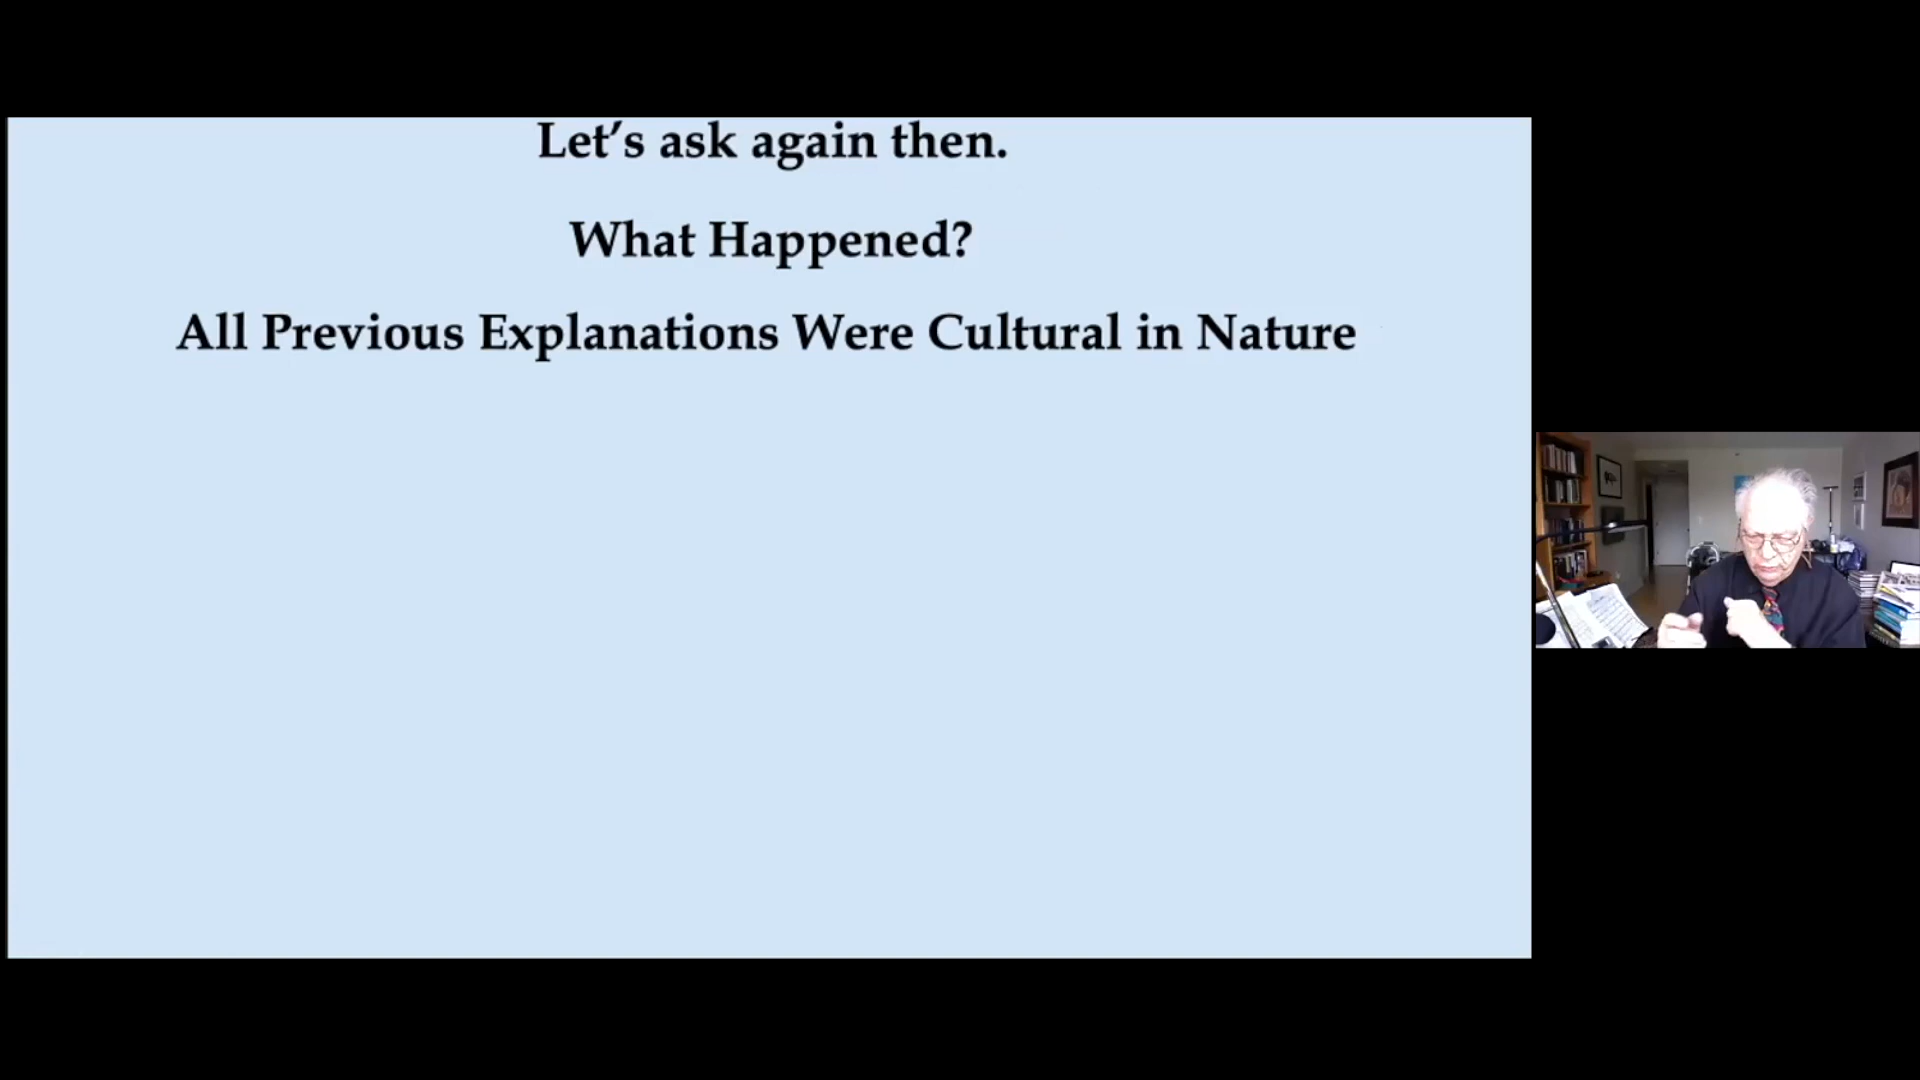 Let's ask again then.
What Happened?
All Previous Explanations Were Cultural in Nature